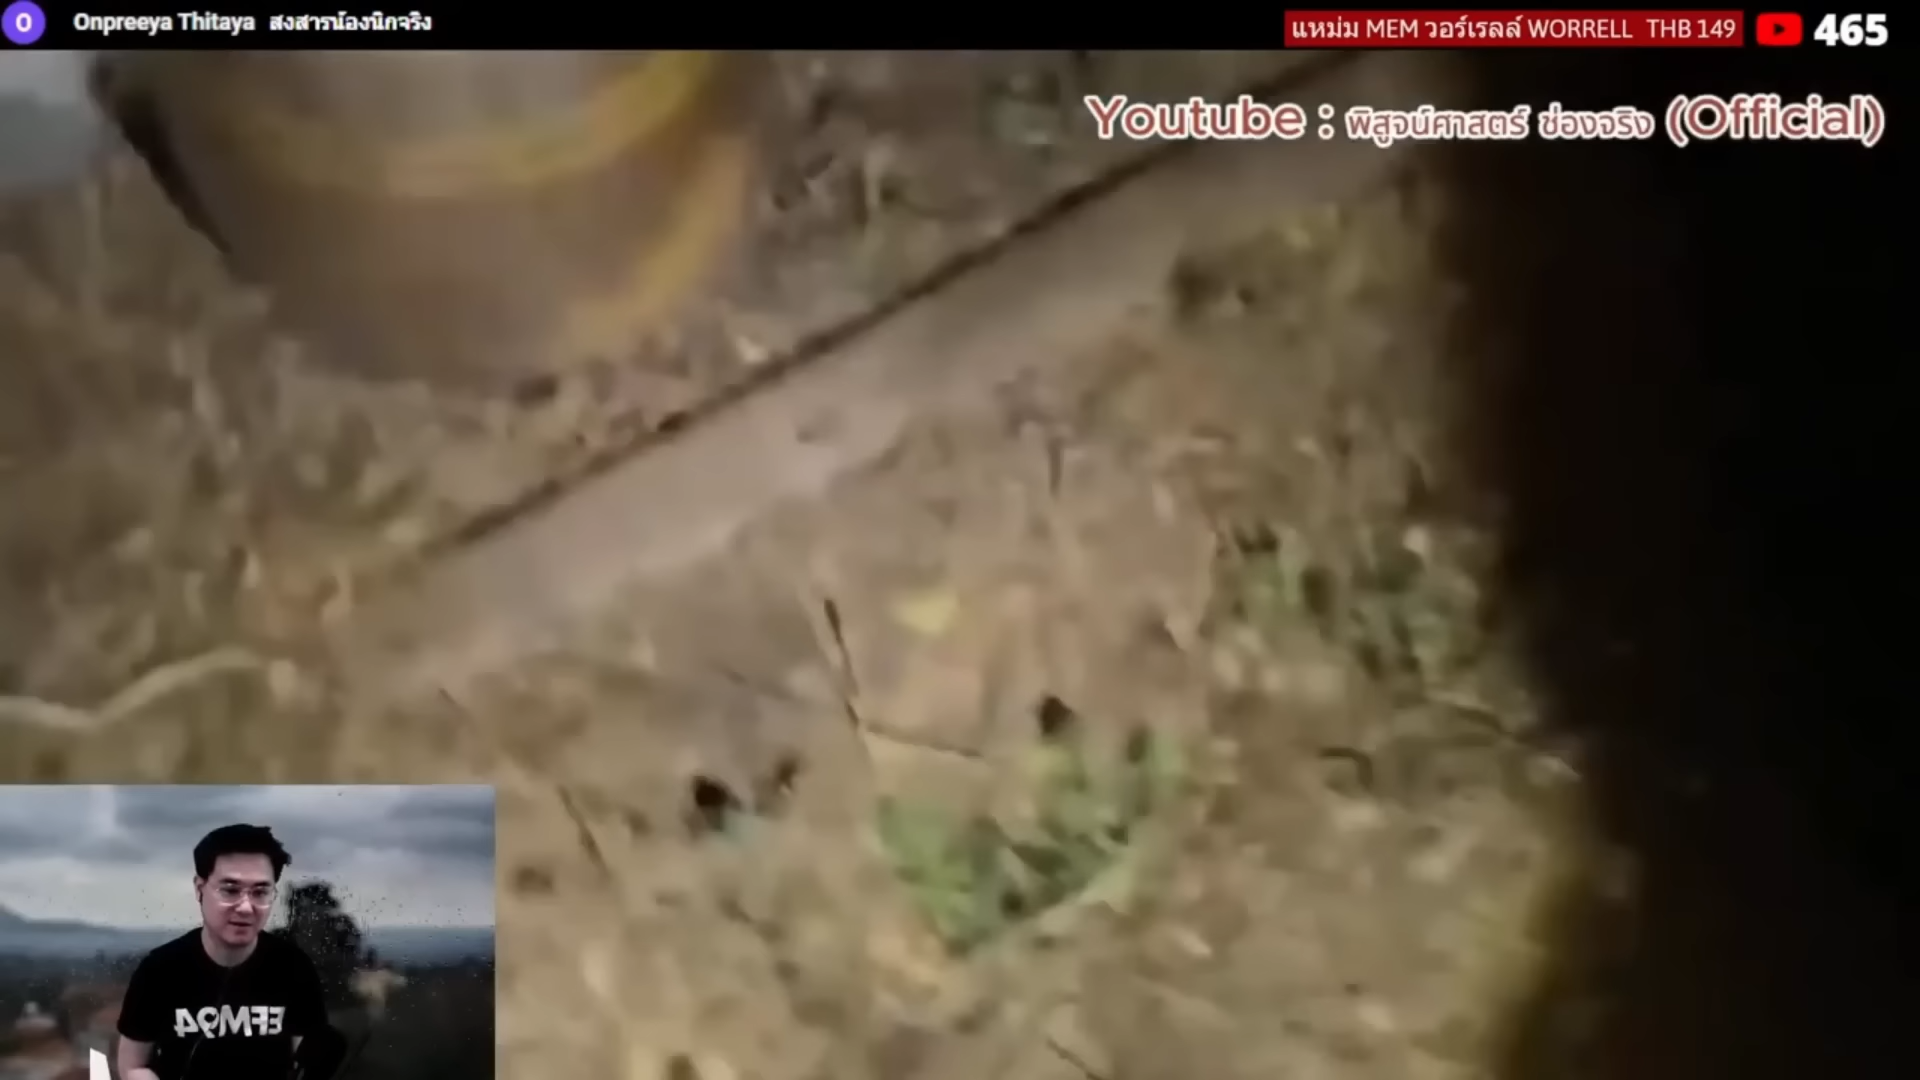 O Onpreeya Thitaya สงสารน้องนิกจริง
แหม่ม MEM วอร์เรลล์ WORRELL THB 149
465
Youtube : พิสูจน์ศาสตร์ ช่องจริง (Official)
EFM94